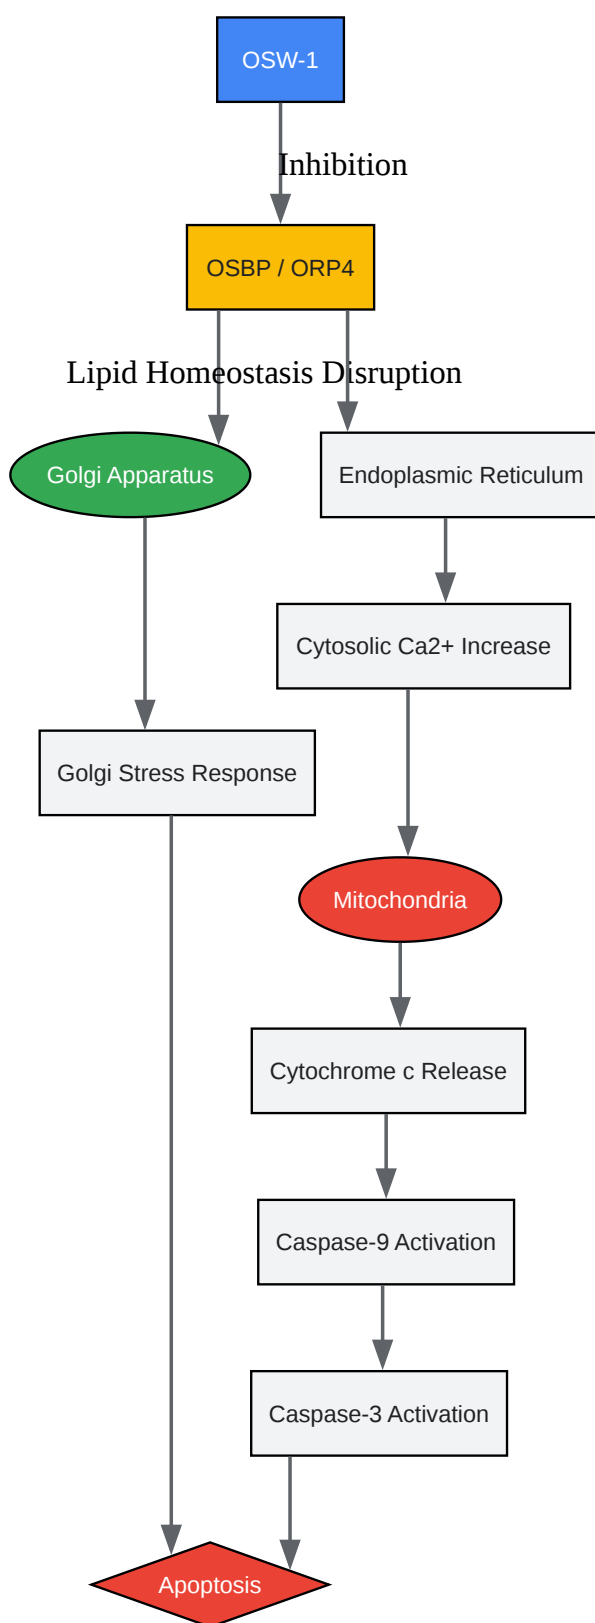 OSW-1
Inhibition
OSBP / ORP4
Lipid Homeostasis Disruption
Golgi Apparatus
Endoplasmic Reticulum
Cytosolic Ca2+ Increase
Golgi Stress Response
Mitochondria
Cytochrome c Release
Caspase-9 Activation
Caspase-3 Activation
Apoptosis